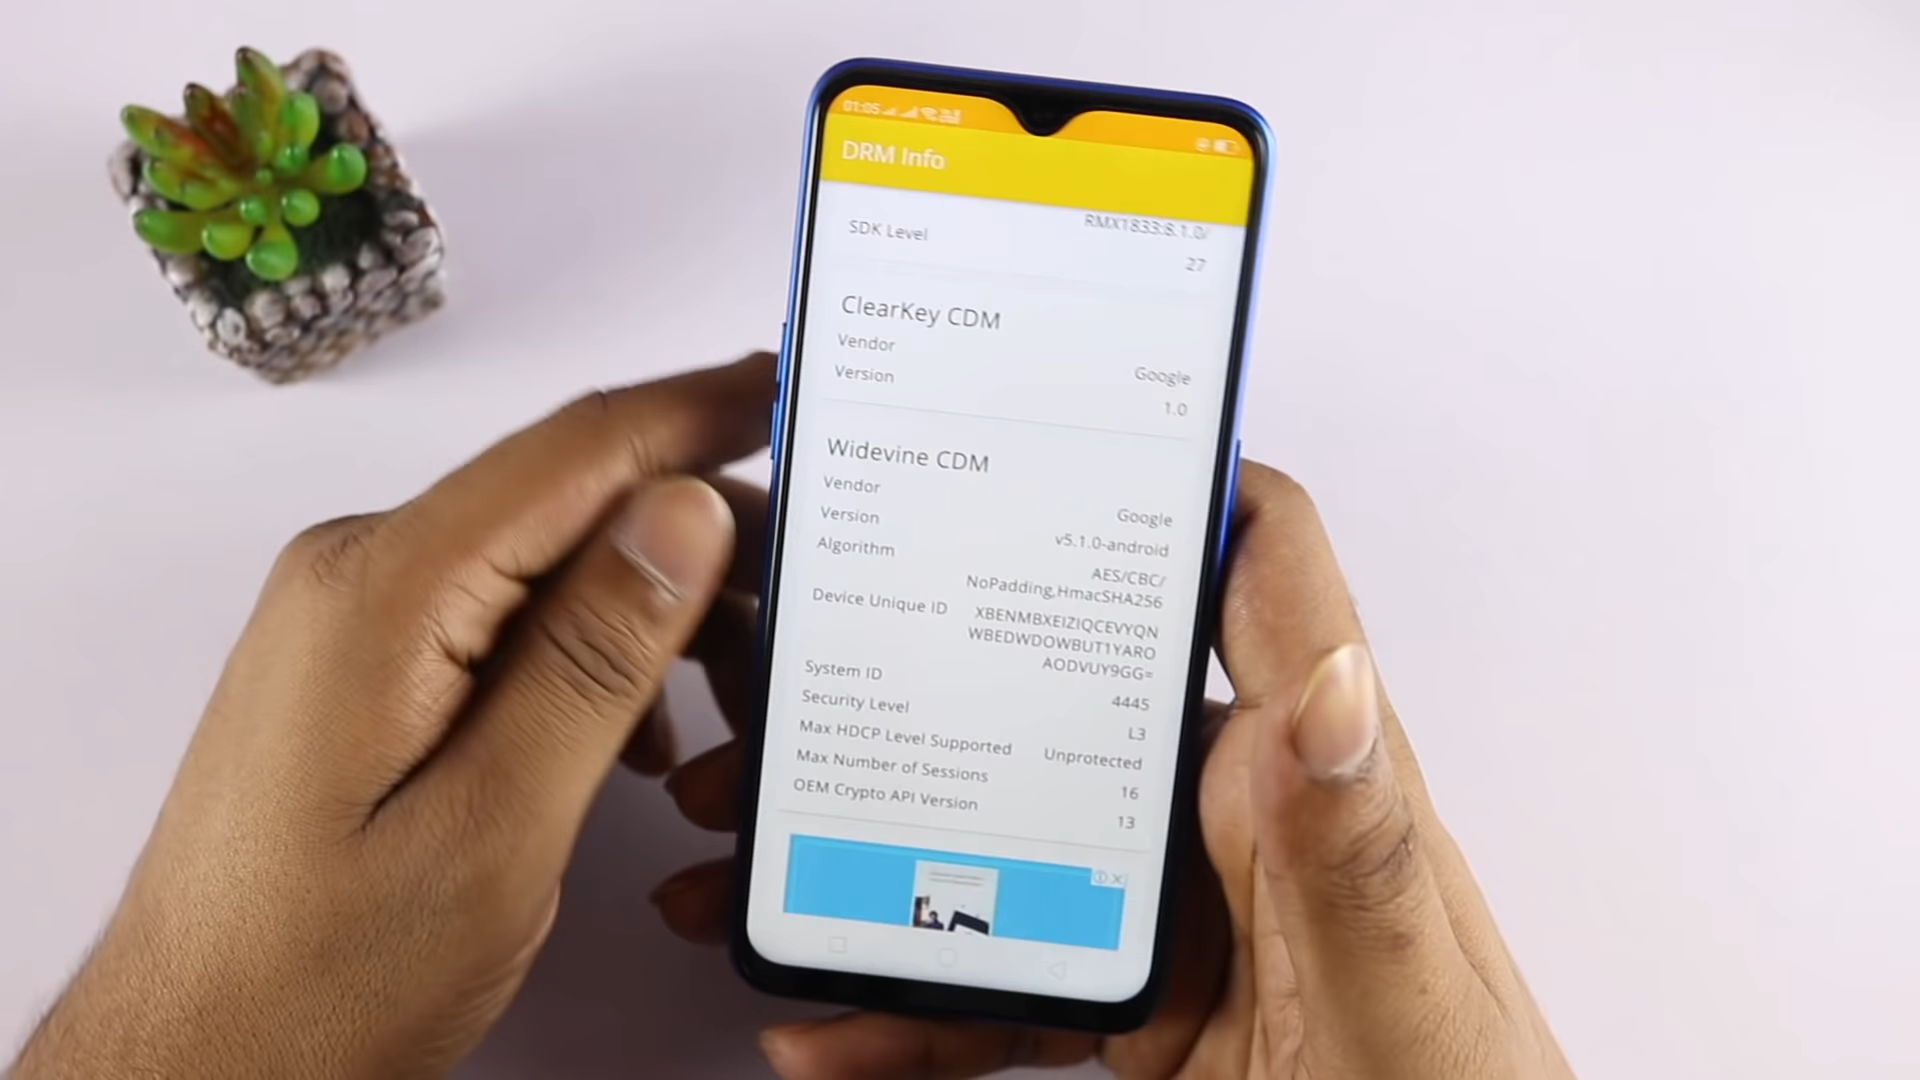 01:05
DRM Info
RMX1833:8.1.0/
SDK Level 27
ClearKey CDM
Vendor Google
Version 1.0
Widevine CDM
Vendor Google
Version v5.1.0-android
Algorithm AES/CBC/
NoPadding,HmacSHA256
Device Unique ID XBENMBXEIZIQCEVYQN
WBEDWDOWBUT1YARO
AODVUY9GG=
System ID 4445
Security Level L3
Max HDCP Level Supported Unprotected
Max Number of Sessions 16
OEM Crypto API Version 13